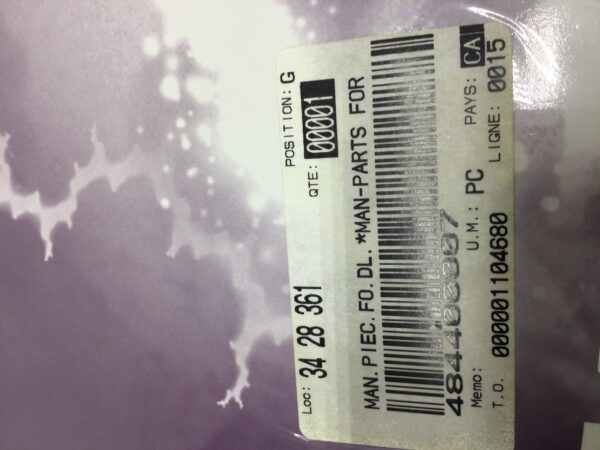 Loc: 34 28 361 POSITION: G
QTE: 00001
MAN.PIEC.FO.DL. *MAN-PARTS FOR
Memo: U.M.: PC PAYS: CA
T.O. 000001104680 LIGNE: 0015